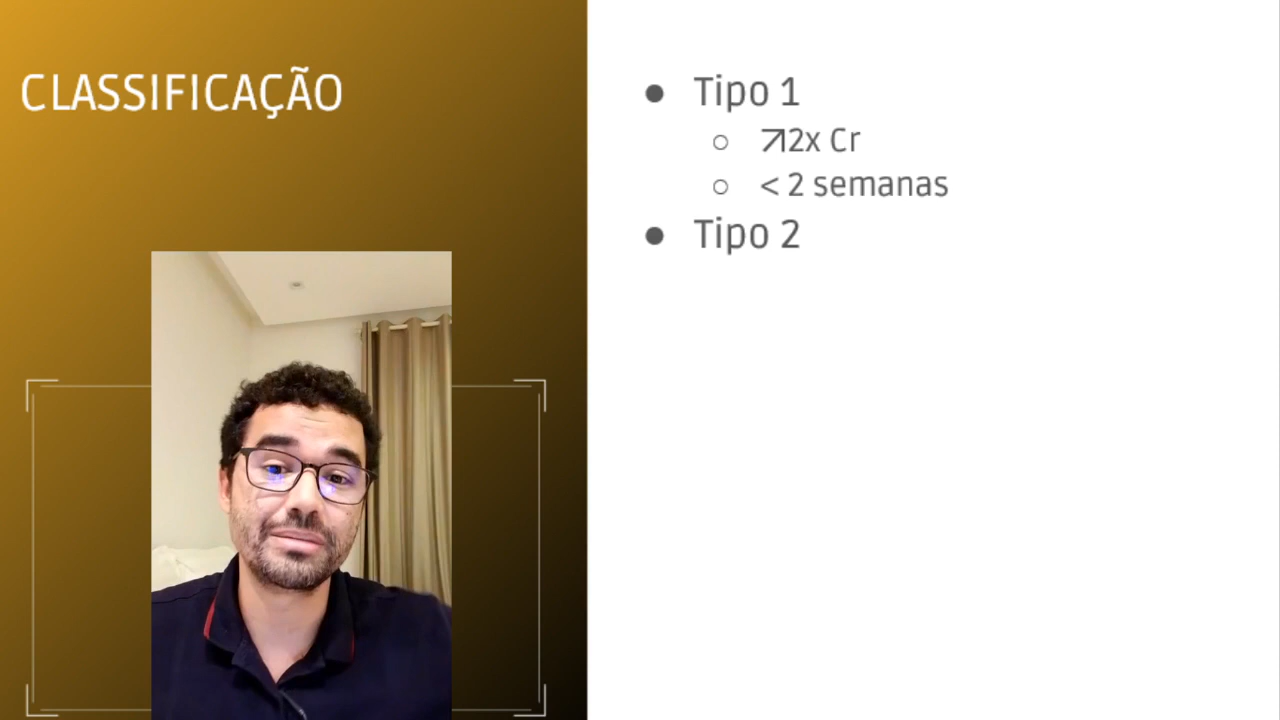 CLASSIFICAÇÃO
● Tipo 1
○ ↗2x Cr
○ < 2 semanas
● Tipo 2